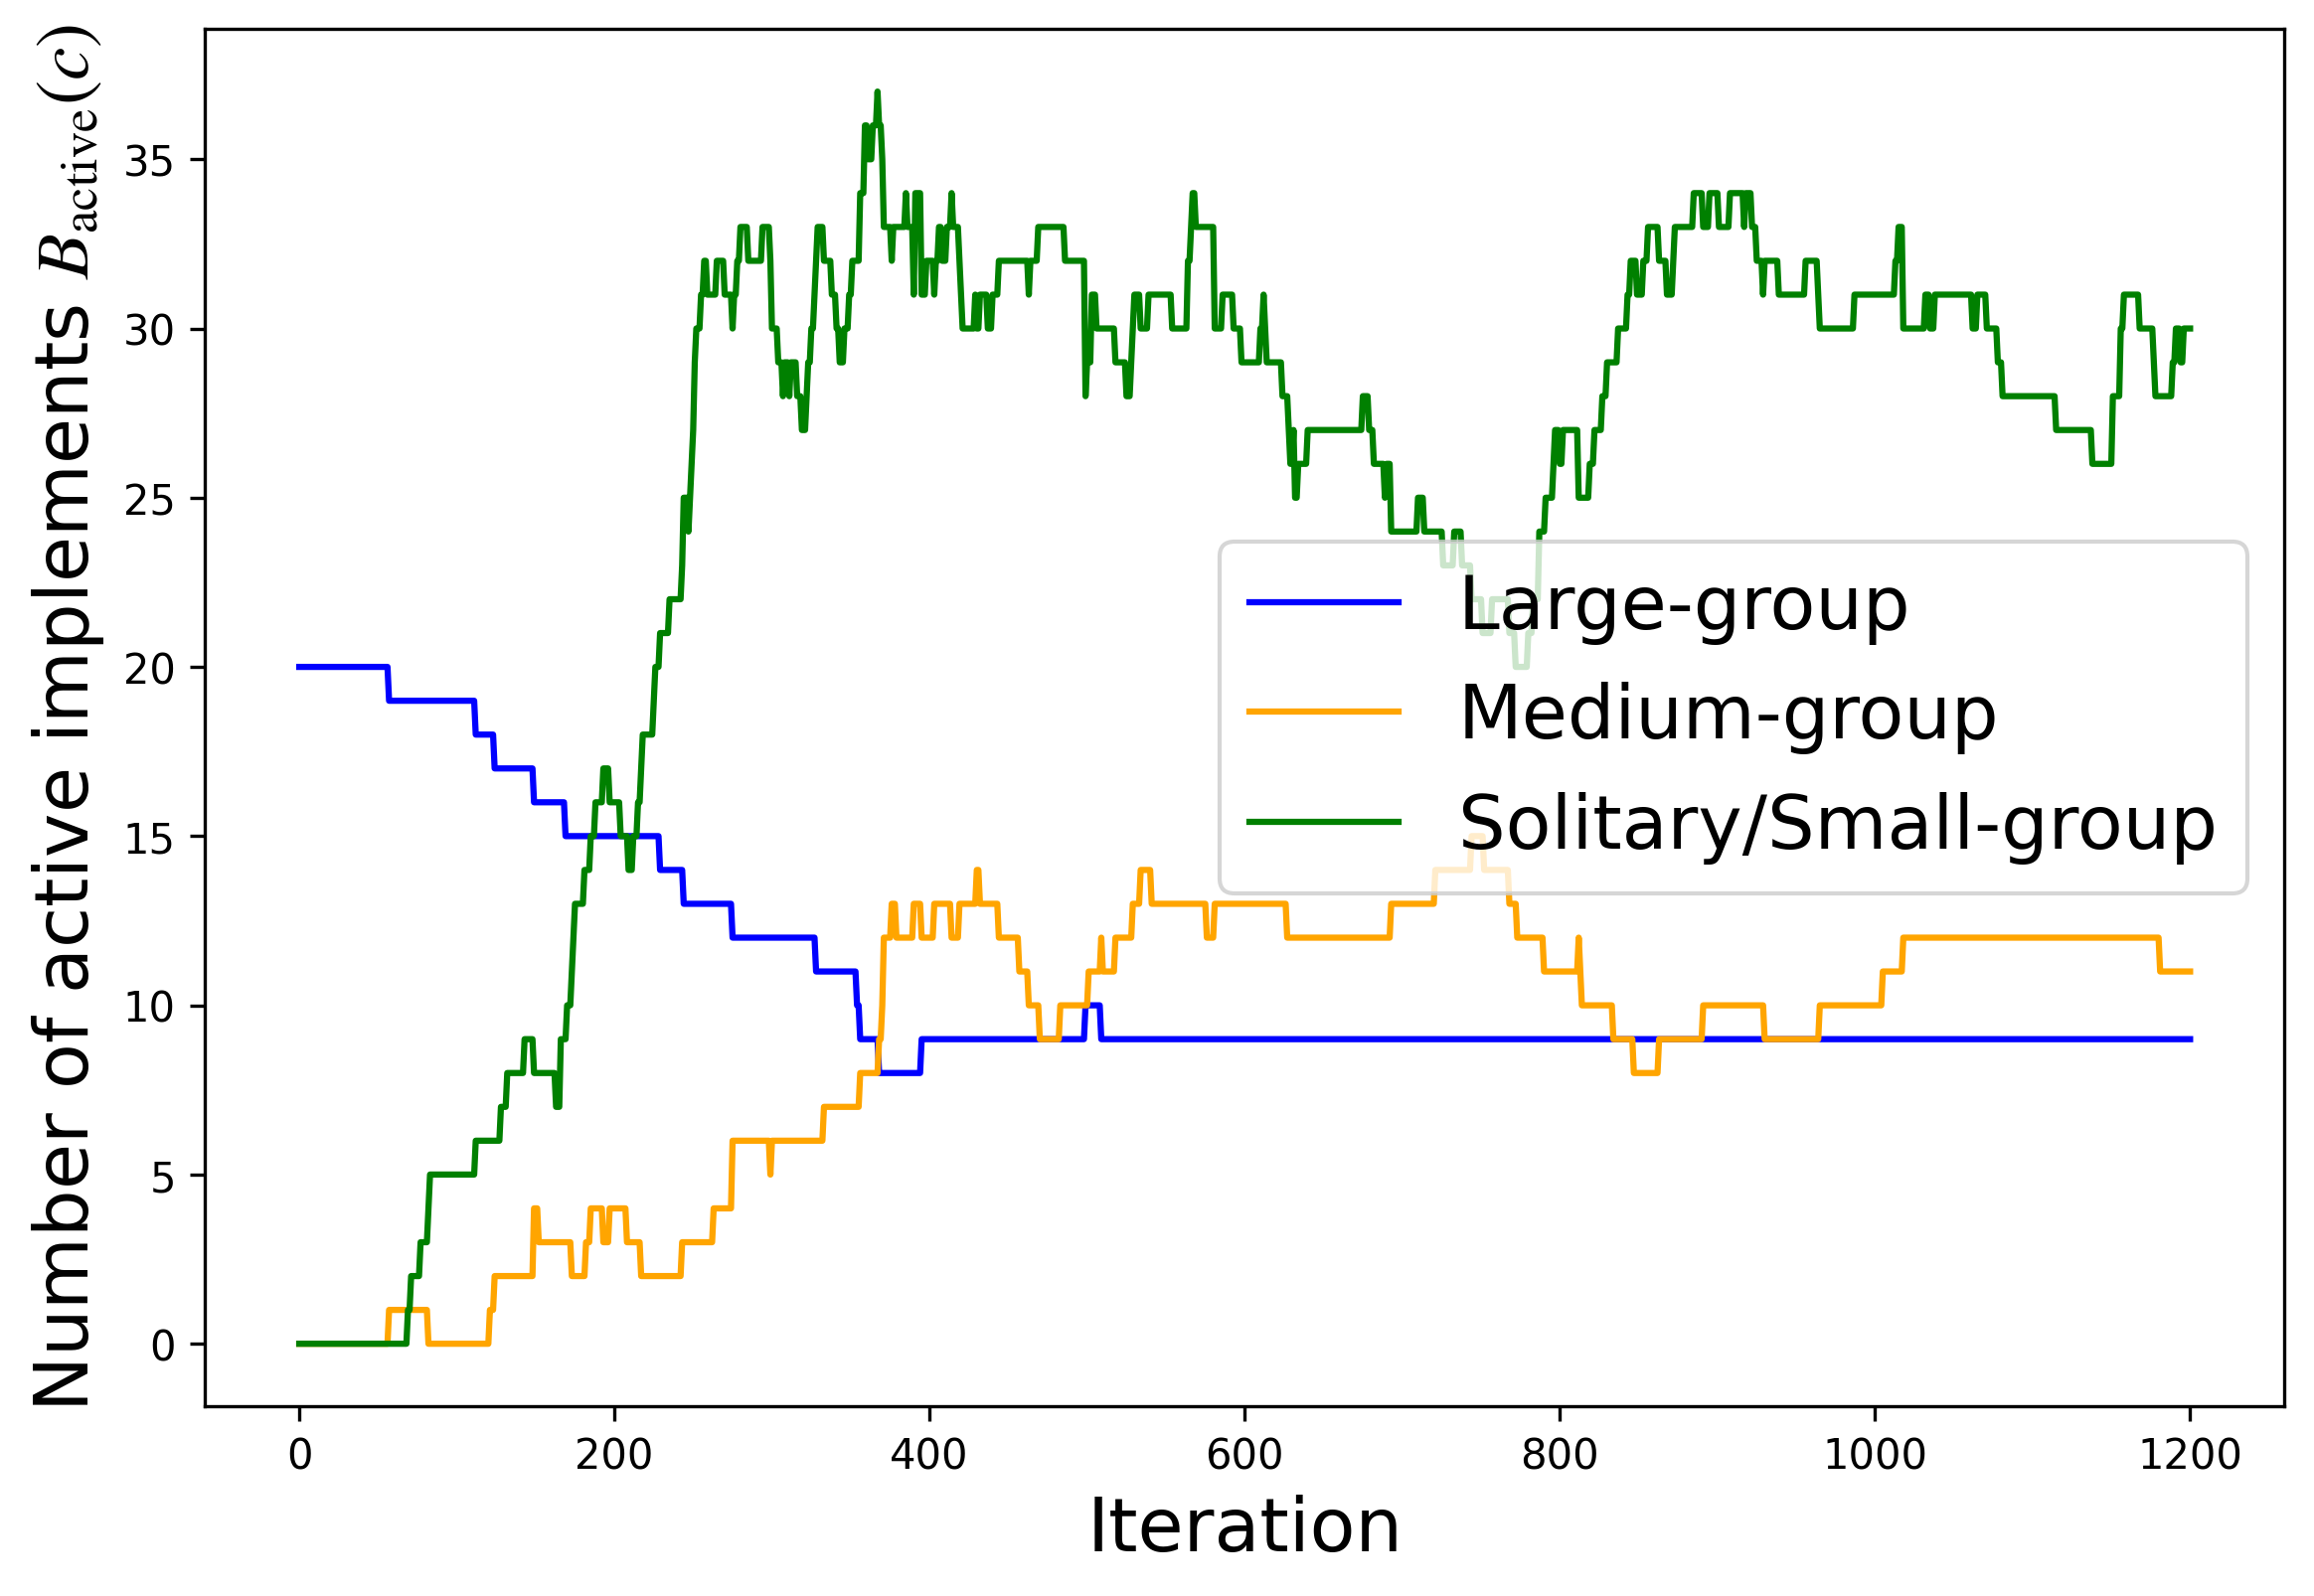 Number of active implements B_active(c)
35
30
25
20
15
10
5
0
Large-group
Medium-group
Solitary/Small-group
0 200 400 600 800 1000 1200
Iteration